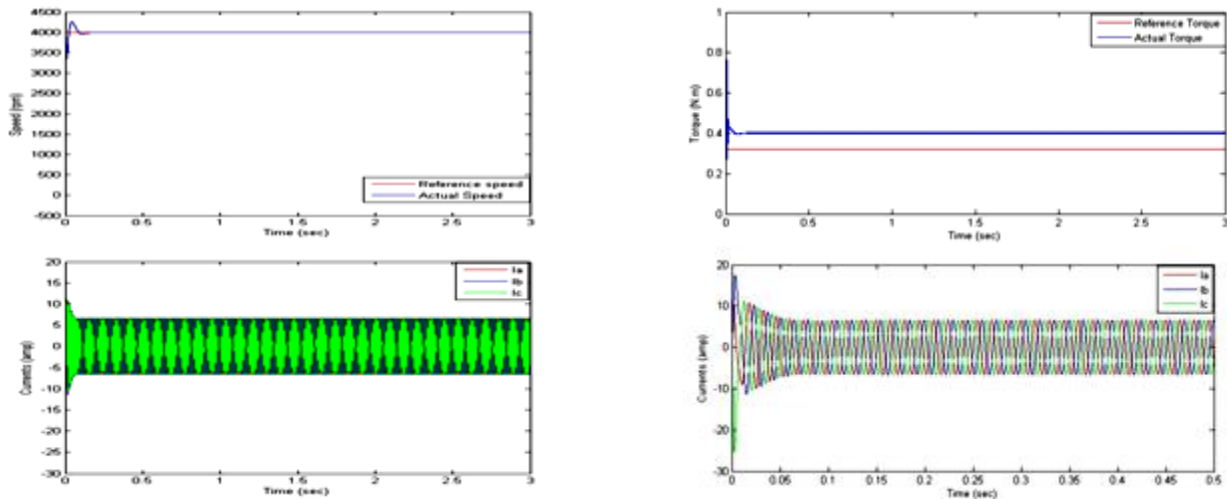 4500
4000
3500
3000
2500
2000
1500
1000
500
0
-500
Speed (rpm)
Reference speed
Actual Speed
0 0.5 1 1.5 2 2.5 3
Time (sec)
1
0.8
0.6
0.4
0.2
0
Torque (N.m)
Reference Torque
Actual Torque
0 0.5 1 1.5 2 2.5 3
Time (sec)
20
15
10
5
0
-5
-10
-15
-20
-25
-30
Currents (amp)
Ia
Ib
Ic
0 0.5 1 1.5 2 2.5 3
Time (sec)
20
10
0
-10
-20
-30
Currents (amp)
Ia
Ib
Ic
0 0.05 0.1 0.15 0.2 0.25 0.3 0.35 0.4 0.45 0.5
Time (sec)